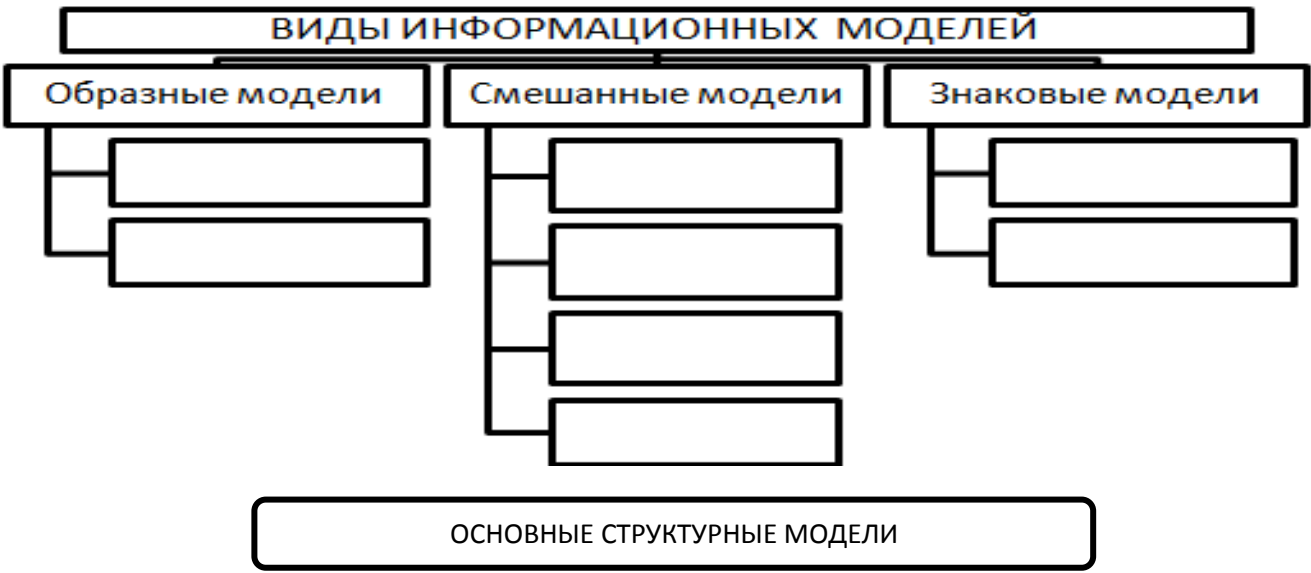 ВИДЫ ИНФОРМАЦИОННЫХ МОДЕЛЕЙ
Образные модели
Смешанные модели
Знаковые модели
ОСНОВНЫЕ СТРУКТУРНЫЕ МОДЕЛИ